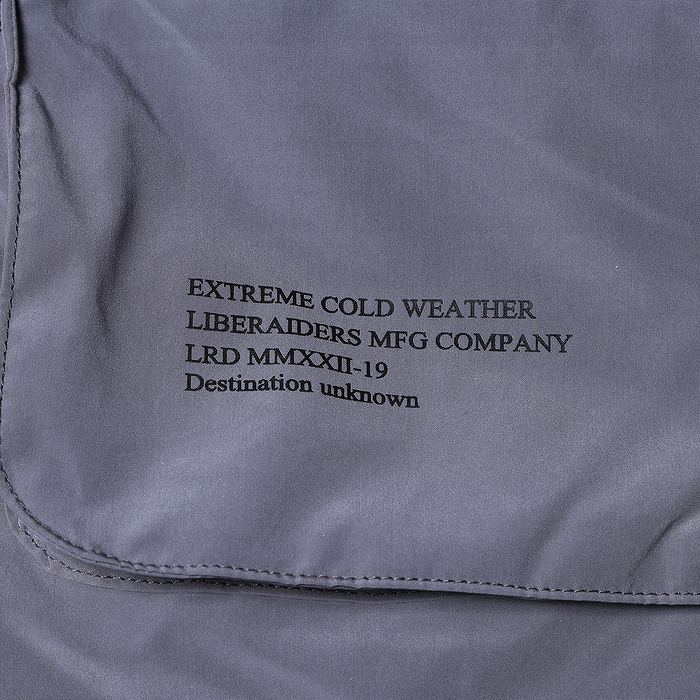 EXTREME COLD WEATHER
LIBERAIDERS MFG COMPANY
LRD MMXXII-19
Destination unknown